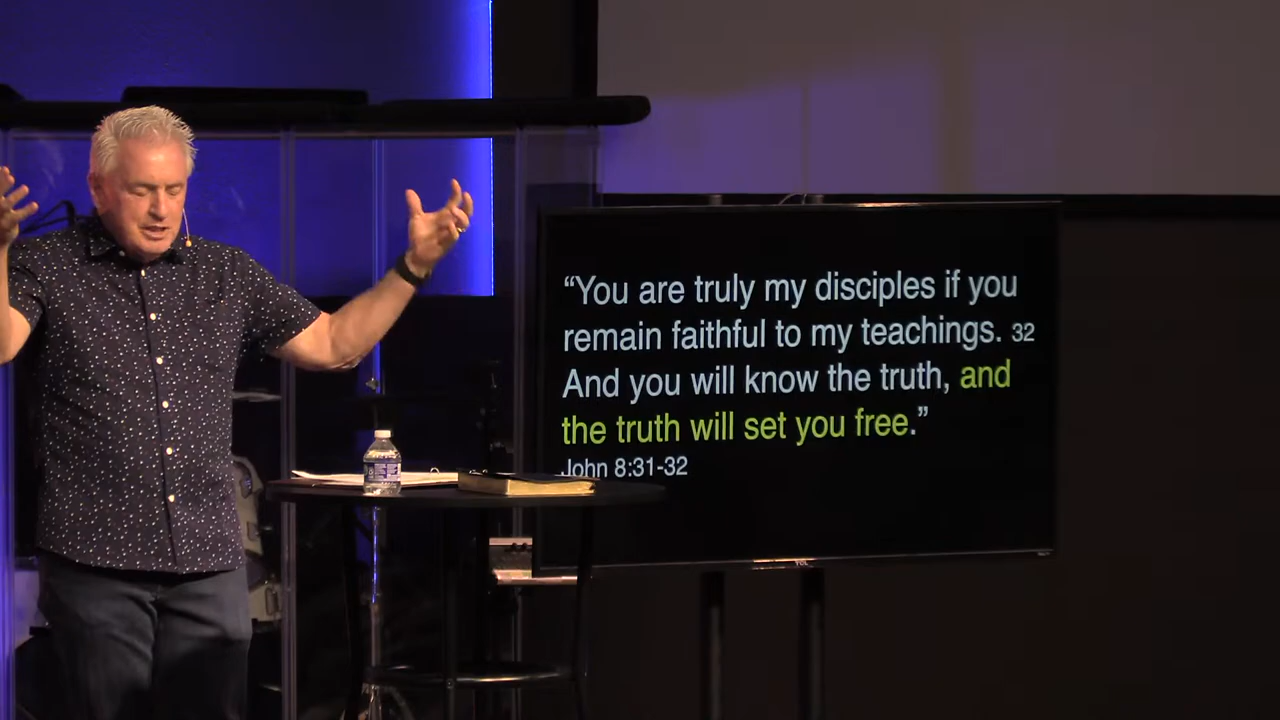 “You are truly my disciples if you
remain faithful to my teachings. 32
And you will know the truth, and
the truth will set you free.”
John 8:31-32